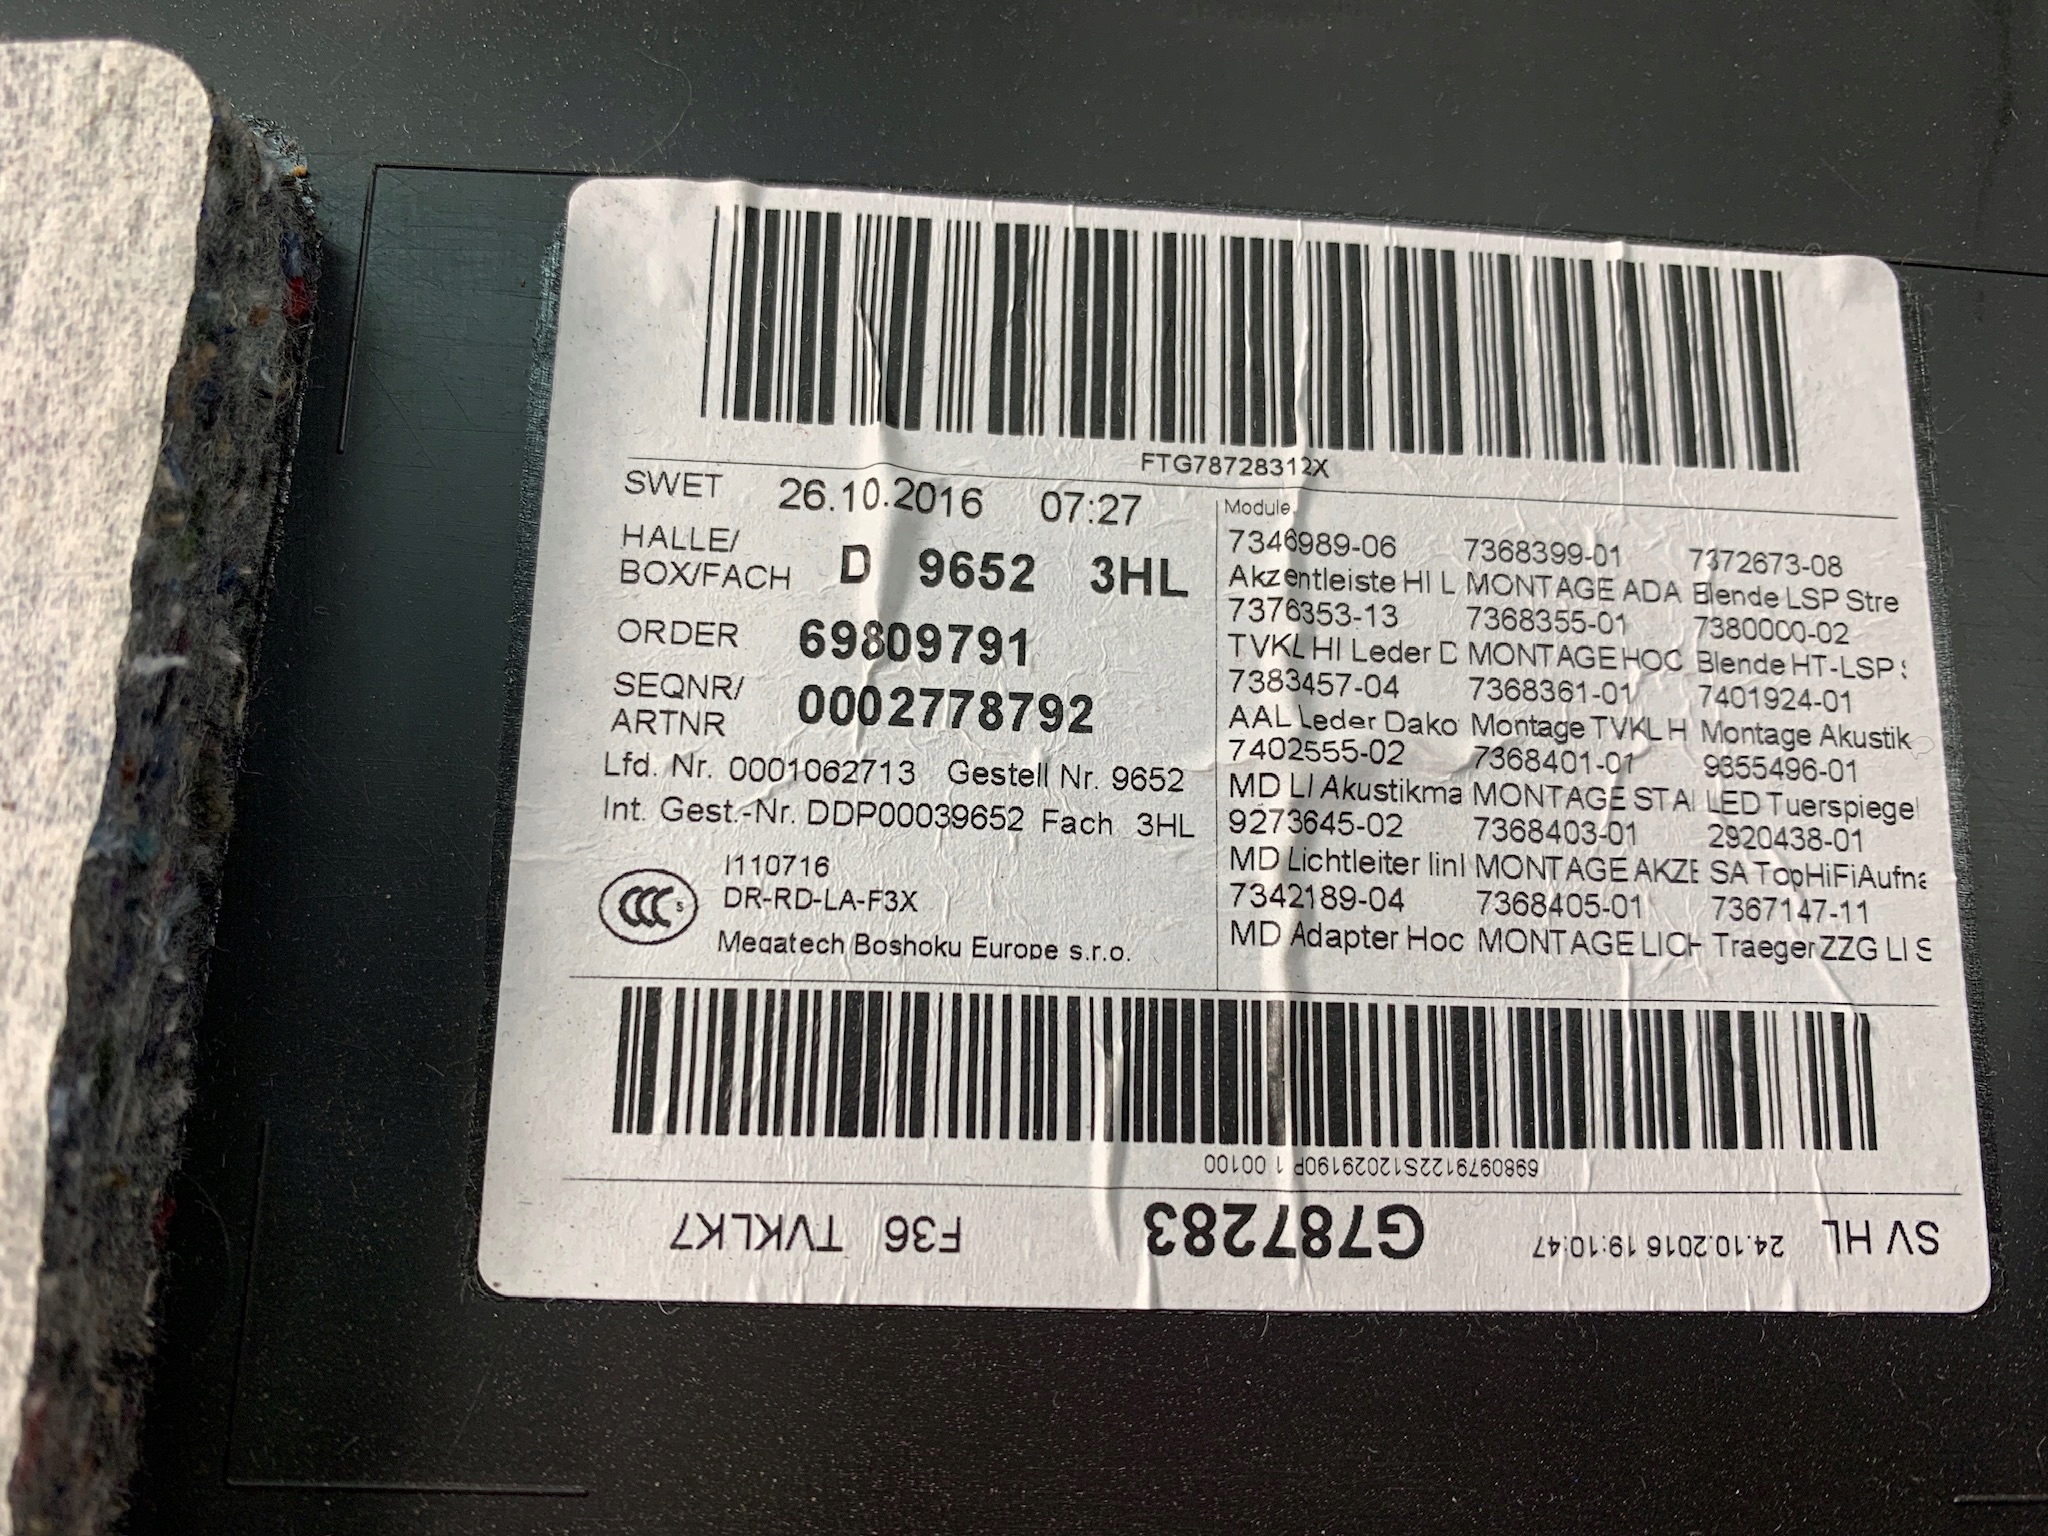 FTG78728312X
SWET 26.10.2016 07:27
HALLE/
BOX/FACH D 9652 3HL
ORDER 69809791
SEQNR/
ARTNR 0002778792
Lfd. Nr. 0001062713 Gestell Nr. 9652
Int. Gest.-Nr. DDP00039652 Fach 3HL
CCC S
I110716
DR-RD-LA-F3X
Megatech Boshoku Europe s.r.o.
Module
7346989-06 7368399-01 7372673-08
Akzentleiste HI L MONTAGE ADA Blende LSP Stre
7376353-13 7368355-01 7380000-02
TVKL HI Leder D MONTAGE HOC Blende HT-LSP S
7383457-04 7368361-01 7401924-01
AAL Leder Dako Montage TVKL H Montage Akustik
7402555-02 7368401-01 9355496-01
MD LI Akustikma MONTAGE STA LED Tuerspiegel
9273645-02 7368403-01 2920438-01
MD Lichtleiter linl MONTAGE AKZE SA TopHiFiAufna
7342189-04 7368405-01 7367147-11
MD Adapter Hoc MONTAGE LICH Traeger ZZG LI S
6980979122S12029190P 1 00100
SV HL 24.10.2016 19:10:47 G787283 F36 TVKLK7